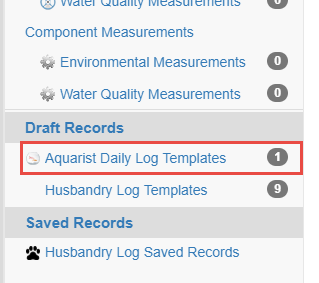 Water Quality Measurements 0
Component Measurements
Environmental Measurements 0
Water Quality Measurements 0
Draft Records
Aquarist Daily Log Templates 1
Husbandry Log Templates 9
Saved Records
Husbandry Log Saved Records